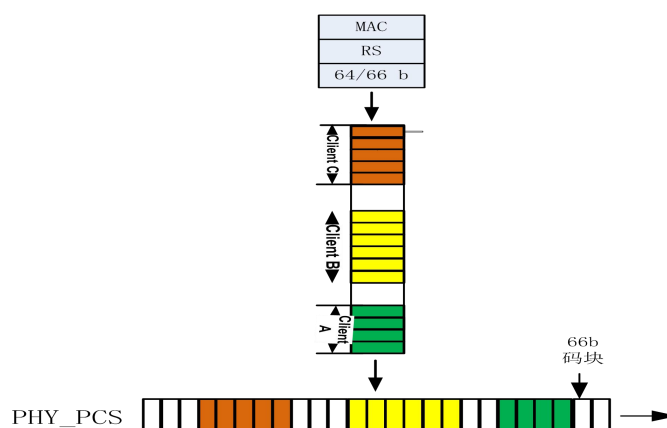 MAC
RS
64/66 b
Client C
Client B
Client
A
66b
码块
PHY_PCS